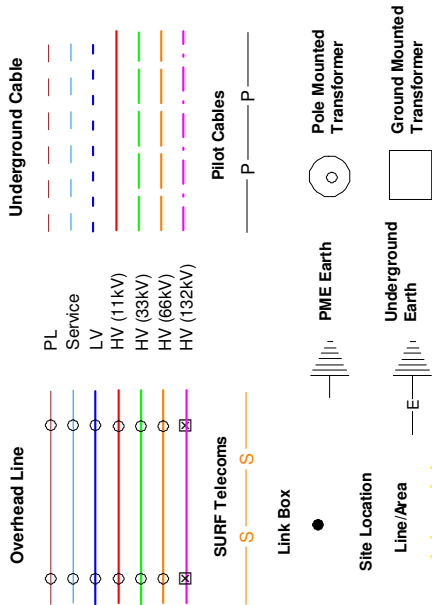 Overhead Line
Underground Cable
PL
Service
LV
HV (11kV)
HV (33kV)
HV (66kV)
HV (132kV)
SURF Telecoms
S S
Pilot Cables
P P
Link Box
PME Earth
Pole Mounted
Transformer
Site Location
Line/Area
E
Underground
Earth
Ground Mounted
Transformer